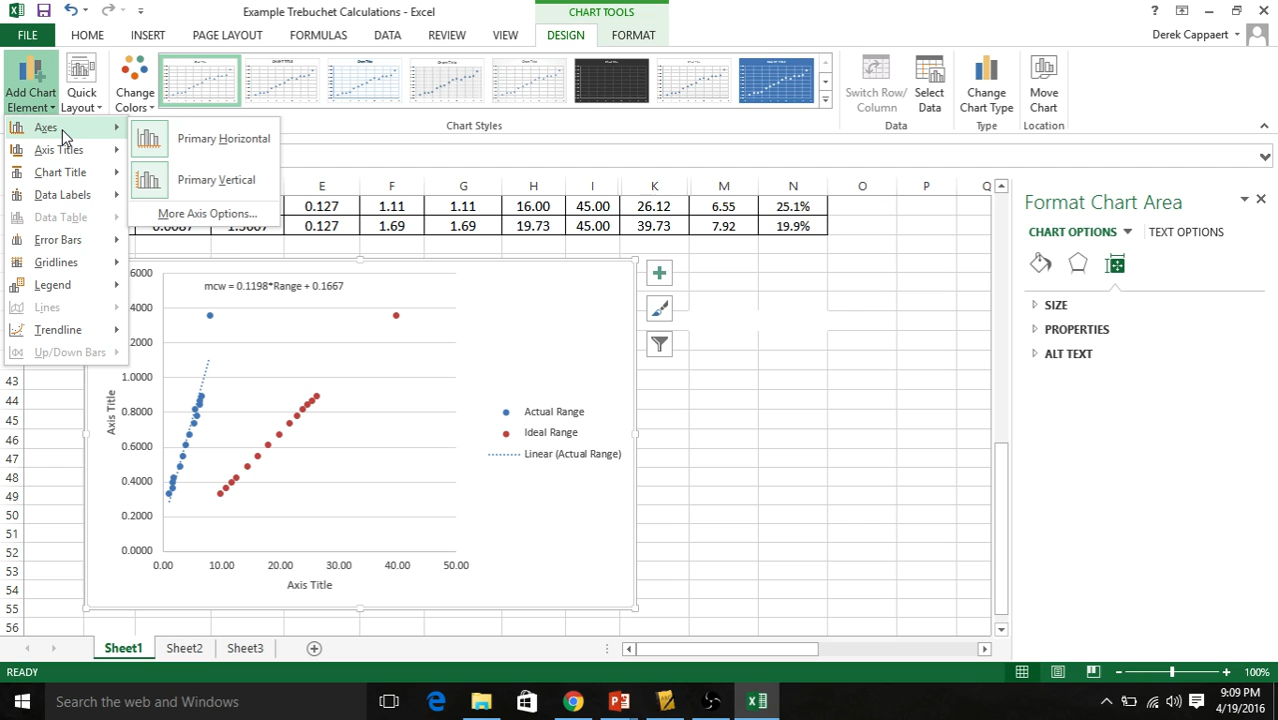 Example Trebuchet Calculations - Excel
CHART TOOLS
?
FILE
HOME
INSERT
PAGE LAYOUT
FORMULAS
DATA
REVIEW
VIEW
DESIGN
FORMAT
Derek Cappaert
Add Chart
Element
Quick
Layout
Change
Colors
Switch Row/
Column
Select
Data
Change
Chart Type
Move
Chart
Chart Styles
Data
Type
Location
Axes
Axis Titles
Chart Title
Data Labels
Data Table
Error Bars
Gridlines
Legend
Lines
Trendline
Up/Down Bars
Primary Horizontal
Primary Vertical
More Axis Options...
E F G H I K M N O P Q
0.127 1.11 1.11 16.00 45.00 26.12 6.55 25.1%
0.127 1.69 1.69 19.73 45.00 39.73 7.92 19.9%
43
44
45
46
47
48
49
50
51
52
53
54
55
56
mcw = 0.1198*Range + 0.1667
1.0000
0.8000
0.6000
0.4000
0.2000
0.0000
0.00 10.00 20.00 30.00 40.00 50.00
Axis Title
Axis Title
Actual Range
Ideal Range
Linear (Actual Range)
Format Chart Area
CHART OPTIONS
TEXT OPTIONS
SIZE
PROPERTIES
ALT TEXT
Sheet1
Sheet2
Sheet3
READY
100%
Search the web and Windows
9:09 PM
4/19/2016